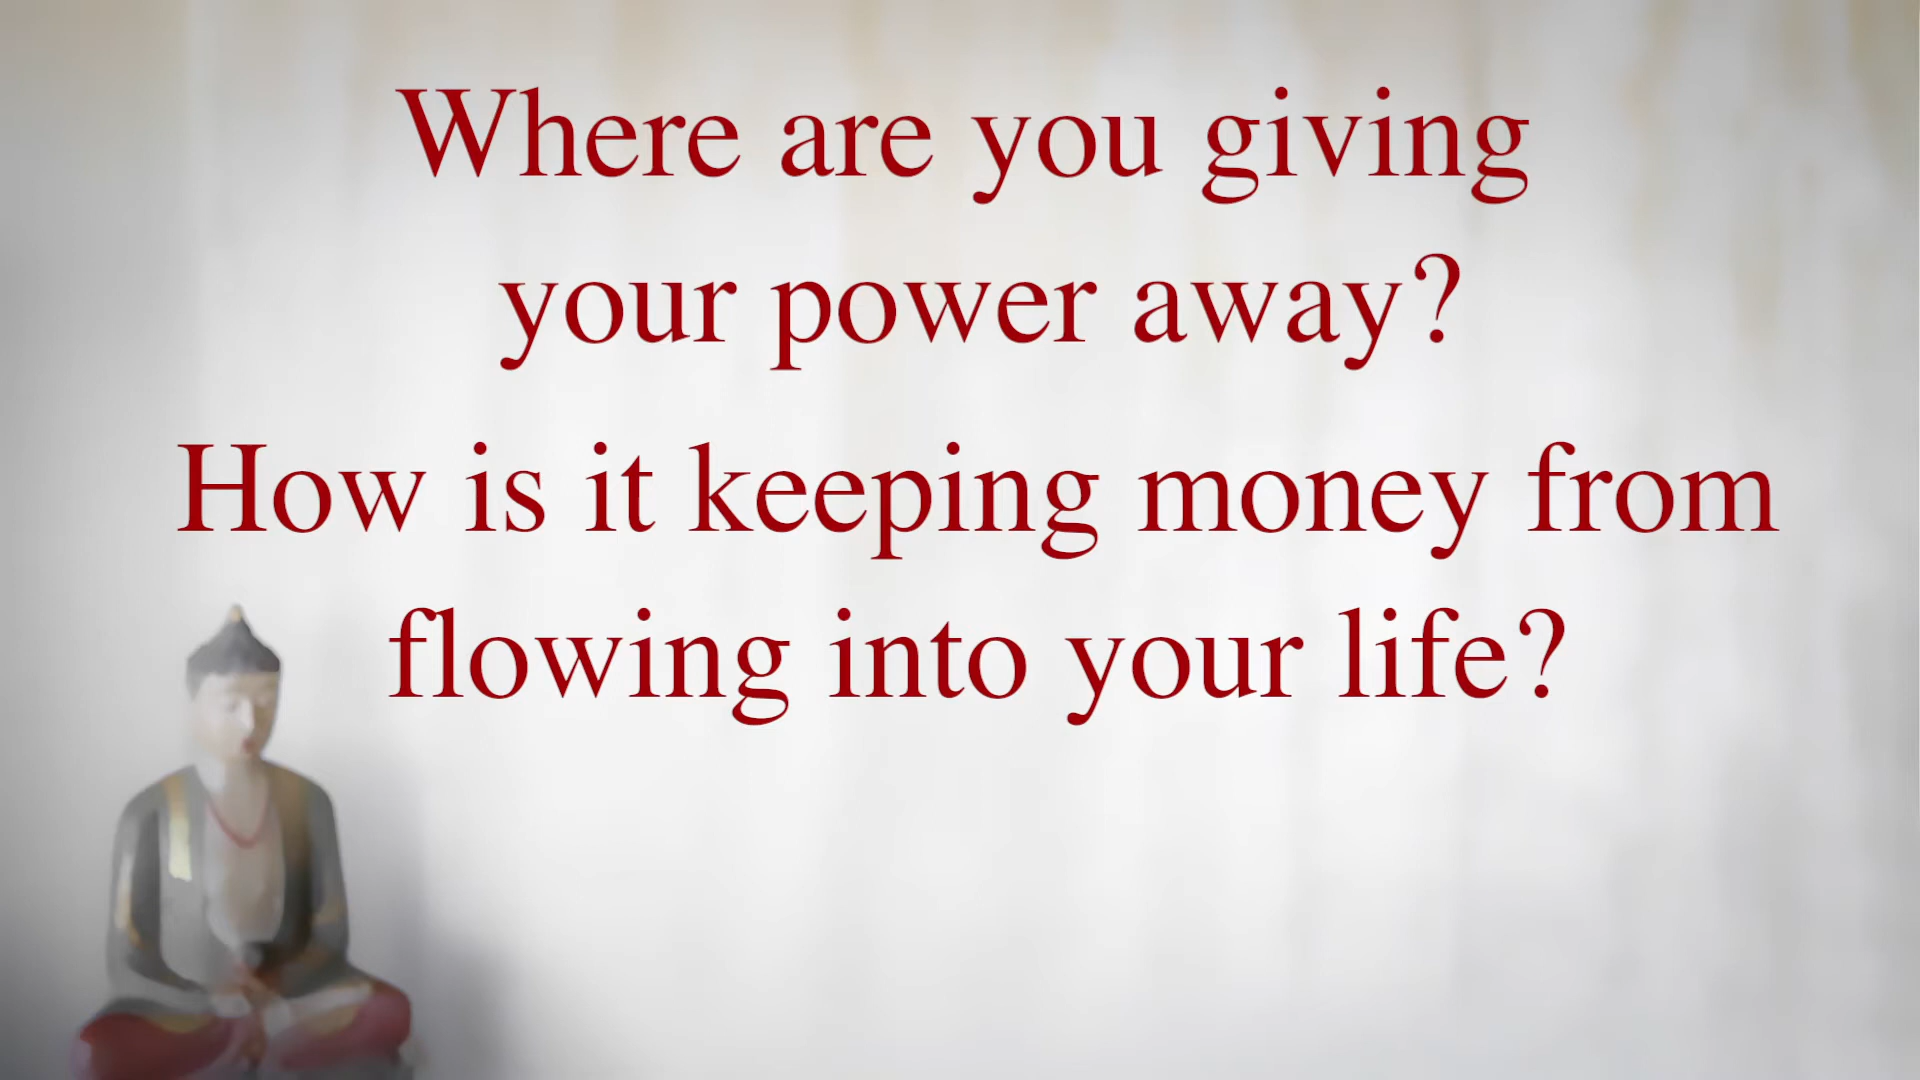 Where are you giving
your power away?
How is it keeping money from
flowing into your life?